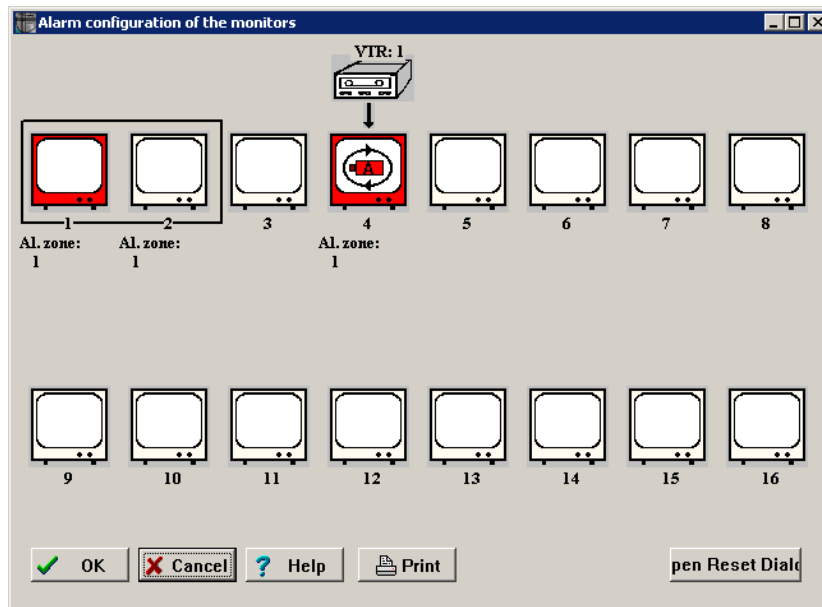 Alarm configuration of the monitors
VTR: 1
A
1 2 3 4 5 6 7 8
Al. zone: Al. zone: Al. zone:
1 1 1
9 10 11 12 13 14 15 16
OK Cancel ? Help Print pen Reset Dialo